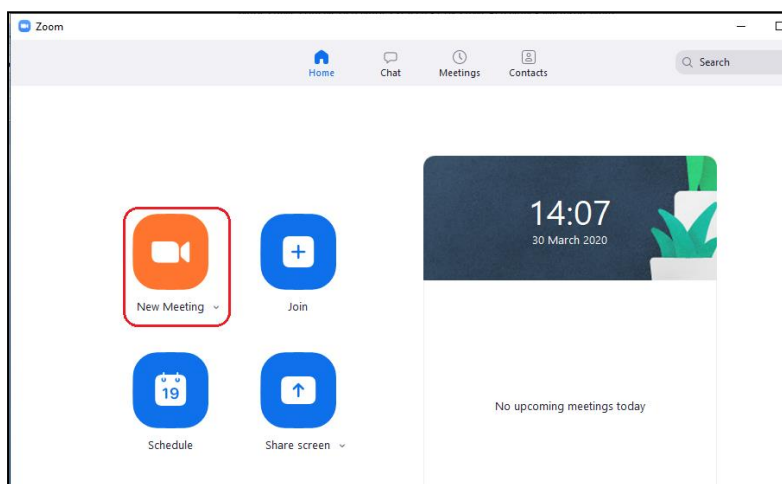 Zoom
Home
Chat
Meetings
Contacts
Search
14:07
30 March 2020
New Meeting
Join
19
Schedule
Share screen
No upcoming meetings today